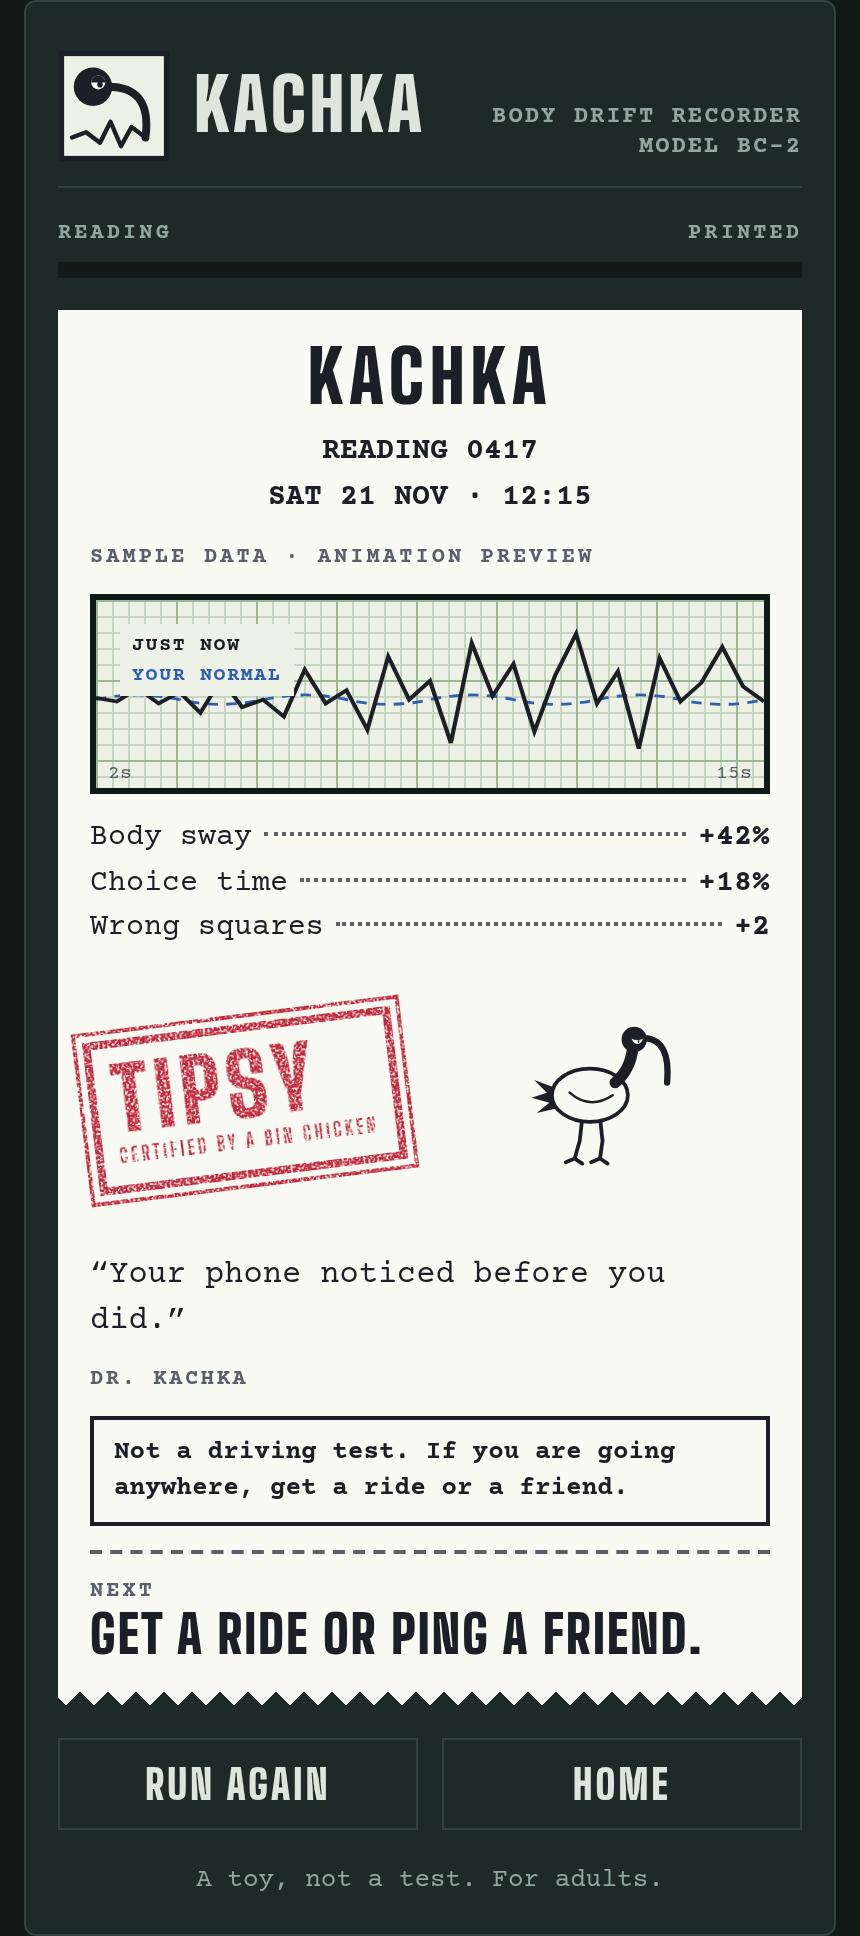 KACHKA
BODY DRIFT RECORDER
MODEL BC-2
READING
PRINTED
KACHKA
READING 0417
SAT 21 NOV · 12:15
SAMPLE DATA · ANIMATION PREVIEW
JUST NOW
YOUR NORMAL
2s
15s
Body sway +42%
Choice time +18%
Wrong squares +2
TIPSY
CERTIFIED BY A BIN CHICKEN
“Your phone noticed before you
did.”
DR. KACHKA
Not a driving test. If you are going
anywhere, get a ride or a friend.
NEXT
GET A RIDE OR PING A FRIEND.
RUN AGAIN
HOME
A toy, not a test. For adults.